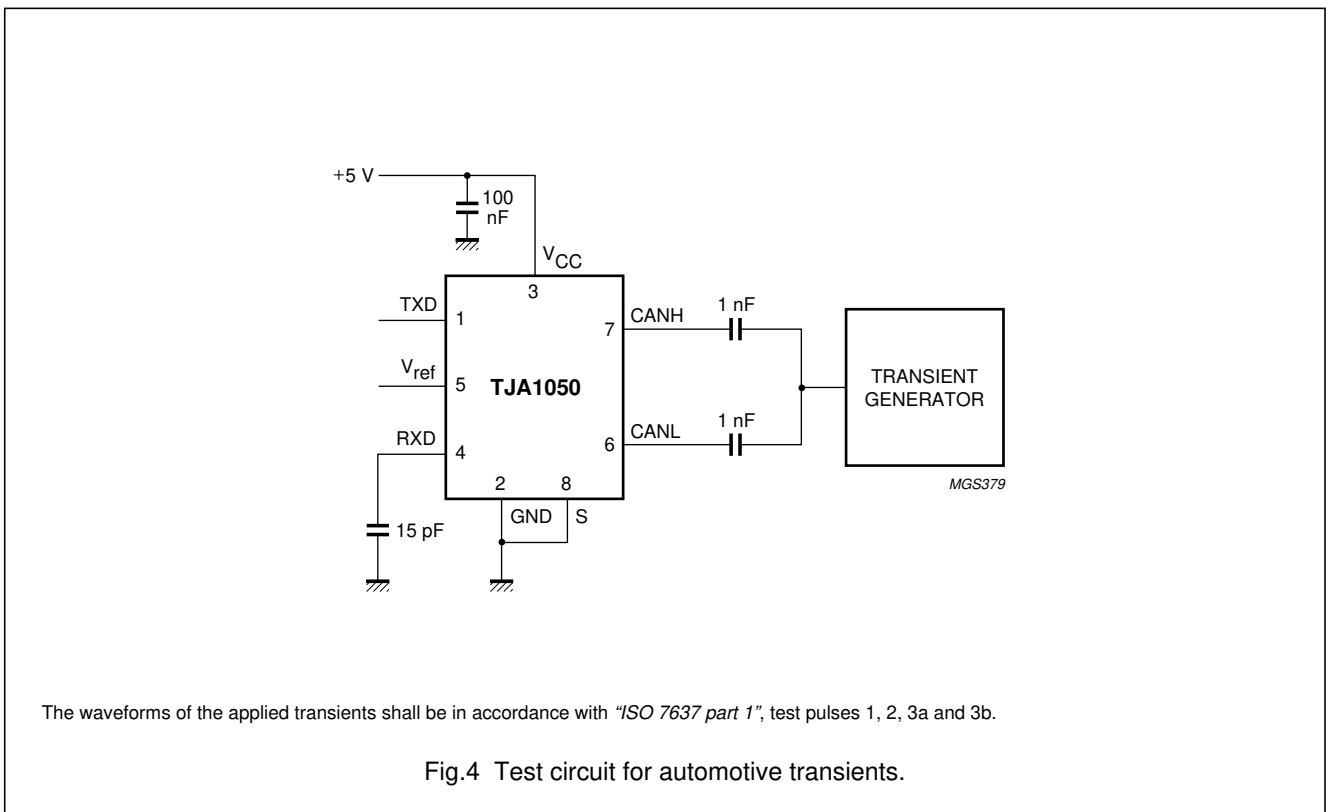 +5 V
100
nF
VCC
3
TXD
1
Vref
5
RXD
4
TJA1050
7
CANH
1 nF
6
CANL
1 nF
2
8
GND
S
15 pF
TRANSIENT
GENERATOR
MGS379
The waveforms of the applied transients shall be in accordance with “ISO 7637 part 1”, test pulses 1, 2, 3a and 3b.
Fig.4 Test circuit for automotive transients.